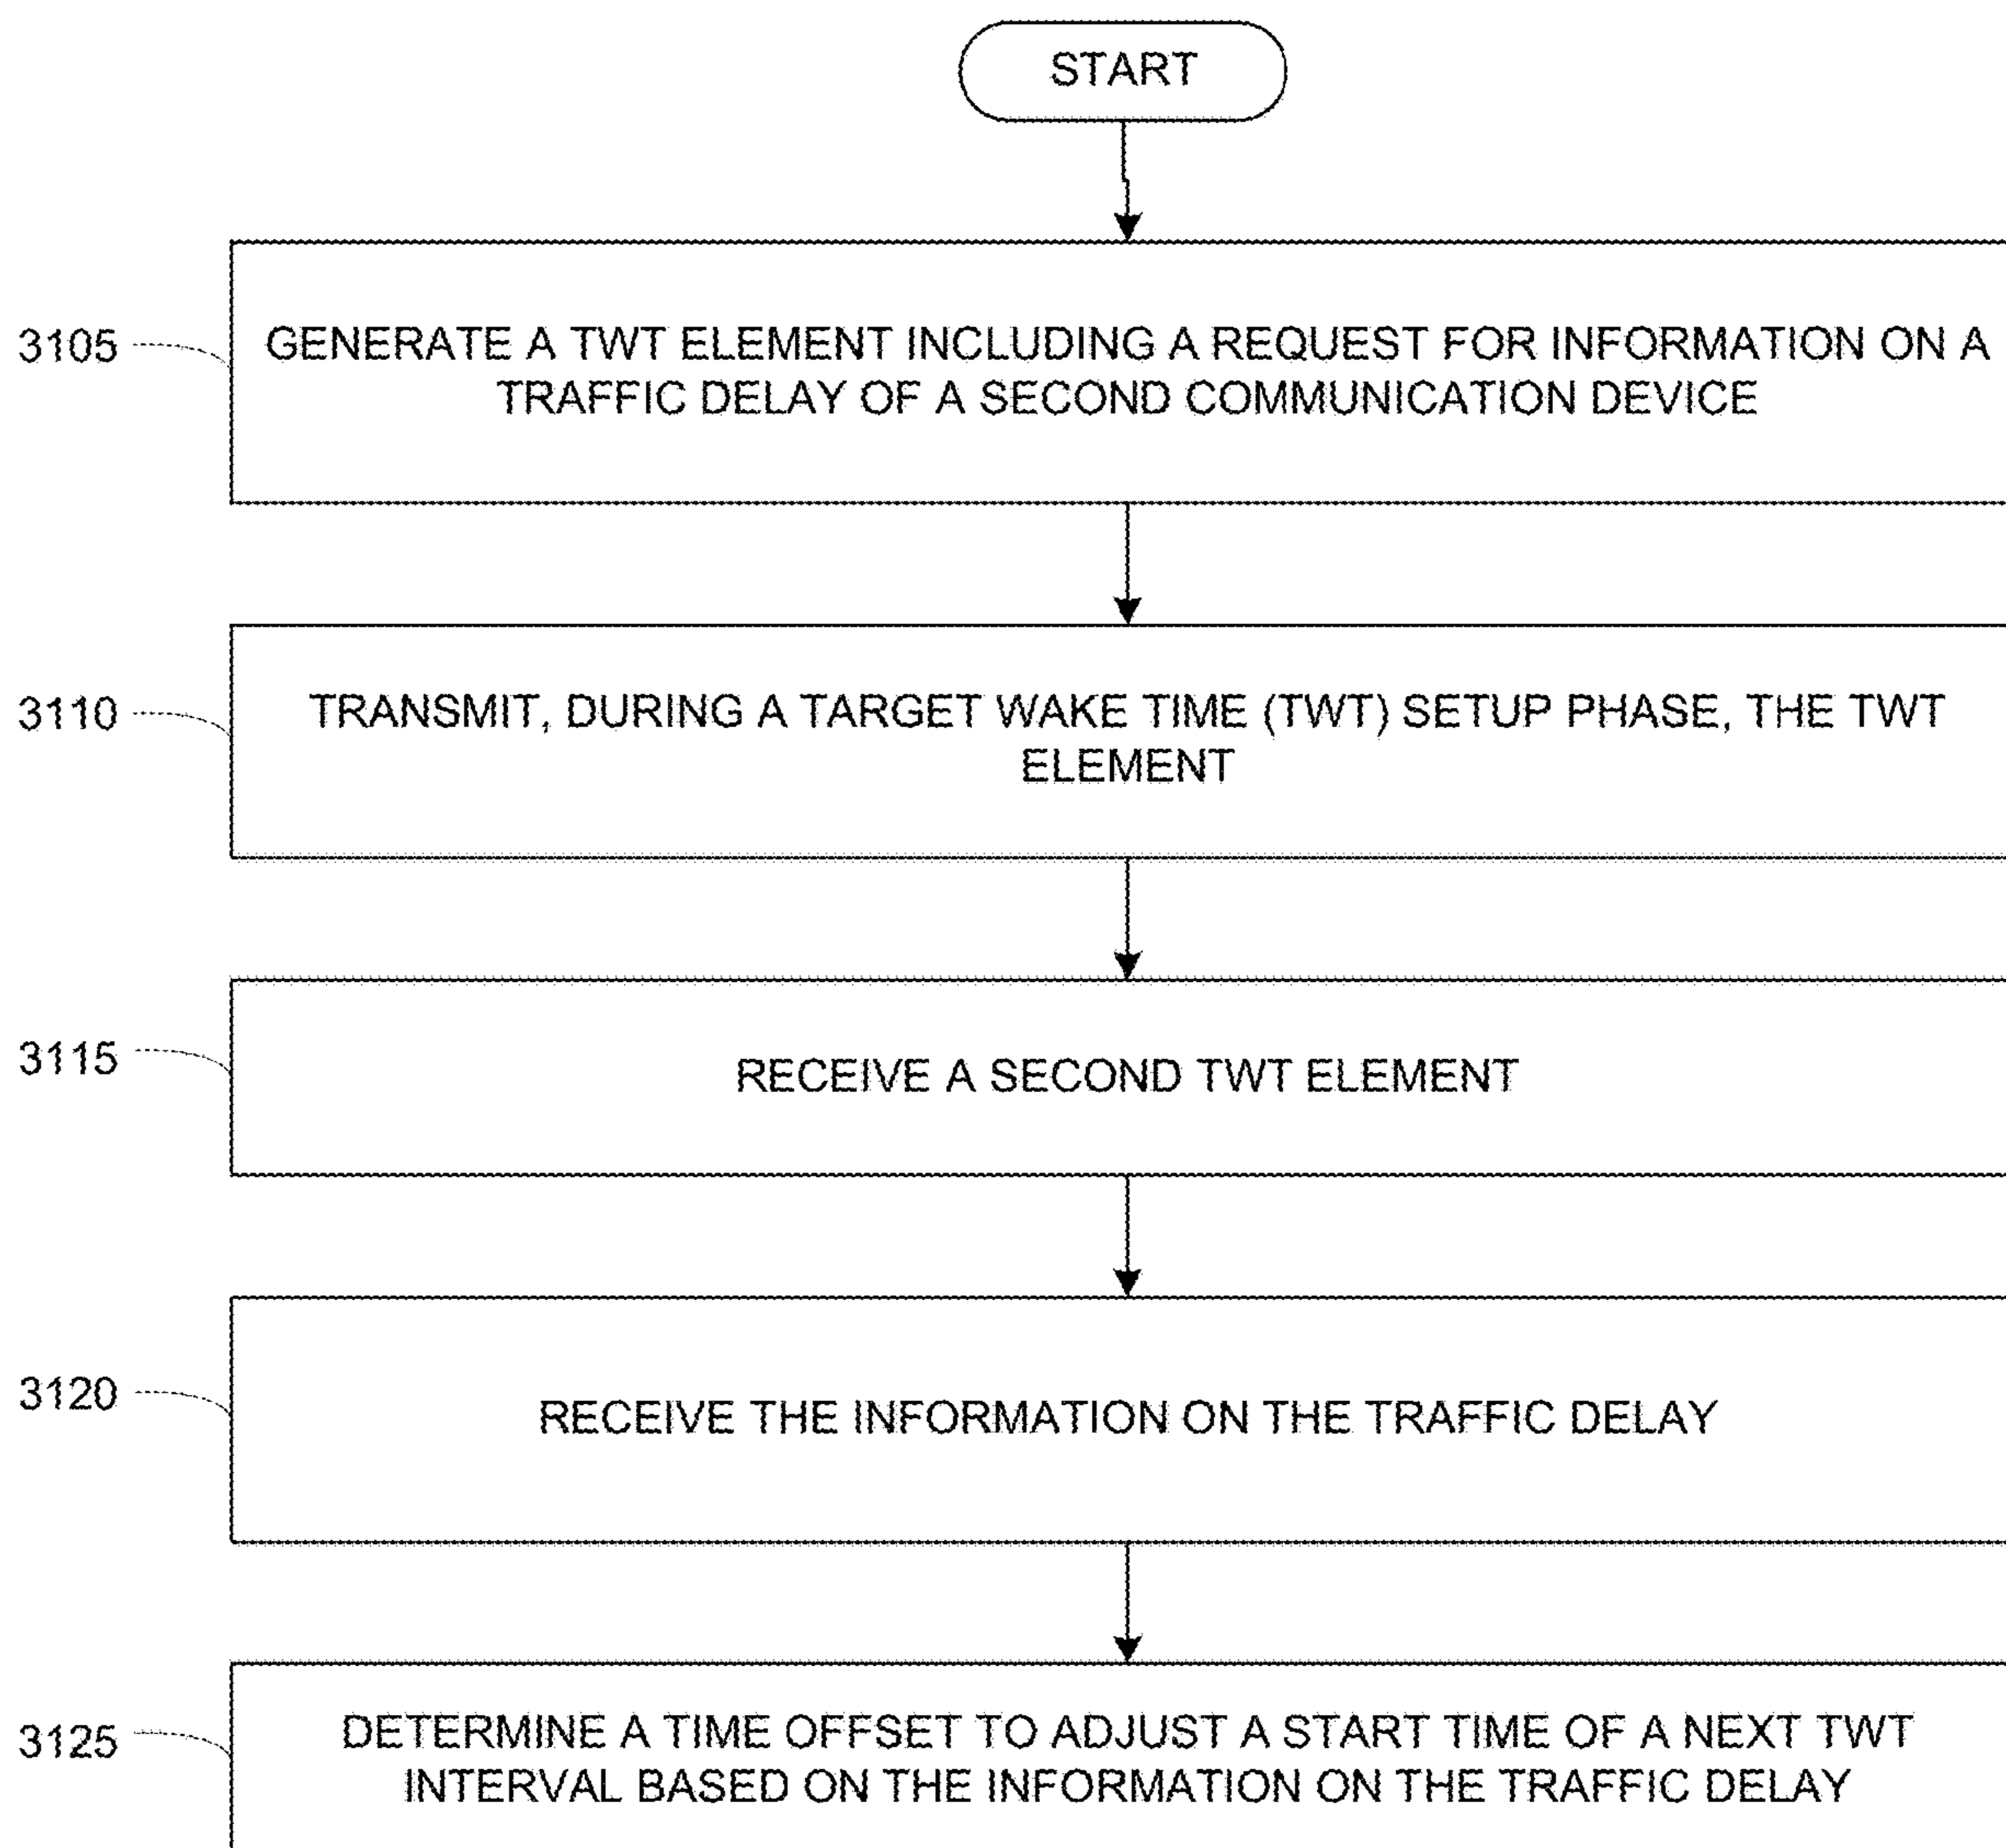 START
3105
GENERATE A TWT ELEMENT INCLUDING A REQUEST FOR INFORMATION ON A
TRAFFIC DELAY OF A SECOND COMMUNICATION DEVICE
3110
TRANSMIT, DURING A TARGET WAKE TIME (TWT) SETUP PHASE, THE TWT
ELEMENT
3115
RECEIVE A SECOND TWT ELEMENT
3120
RECEIVE THE INFORMATION ON THE TRAFFIC DELAY
3125
DETERMINE A TIME OFFSET TO ADJUST A START TIME OF A NEXT TWT
INTERVAL BASED ON THE INFORMATION ON THE TRAFFIC DELAY